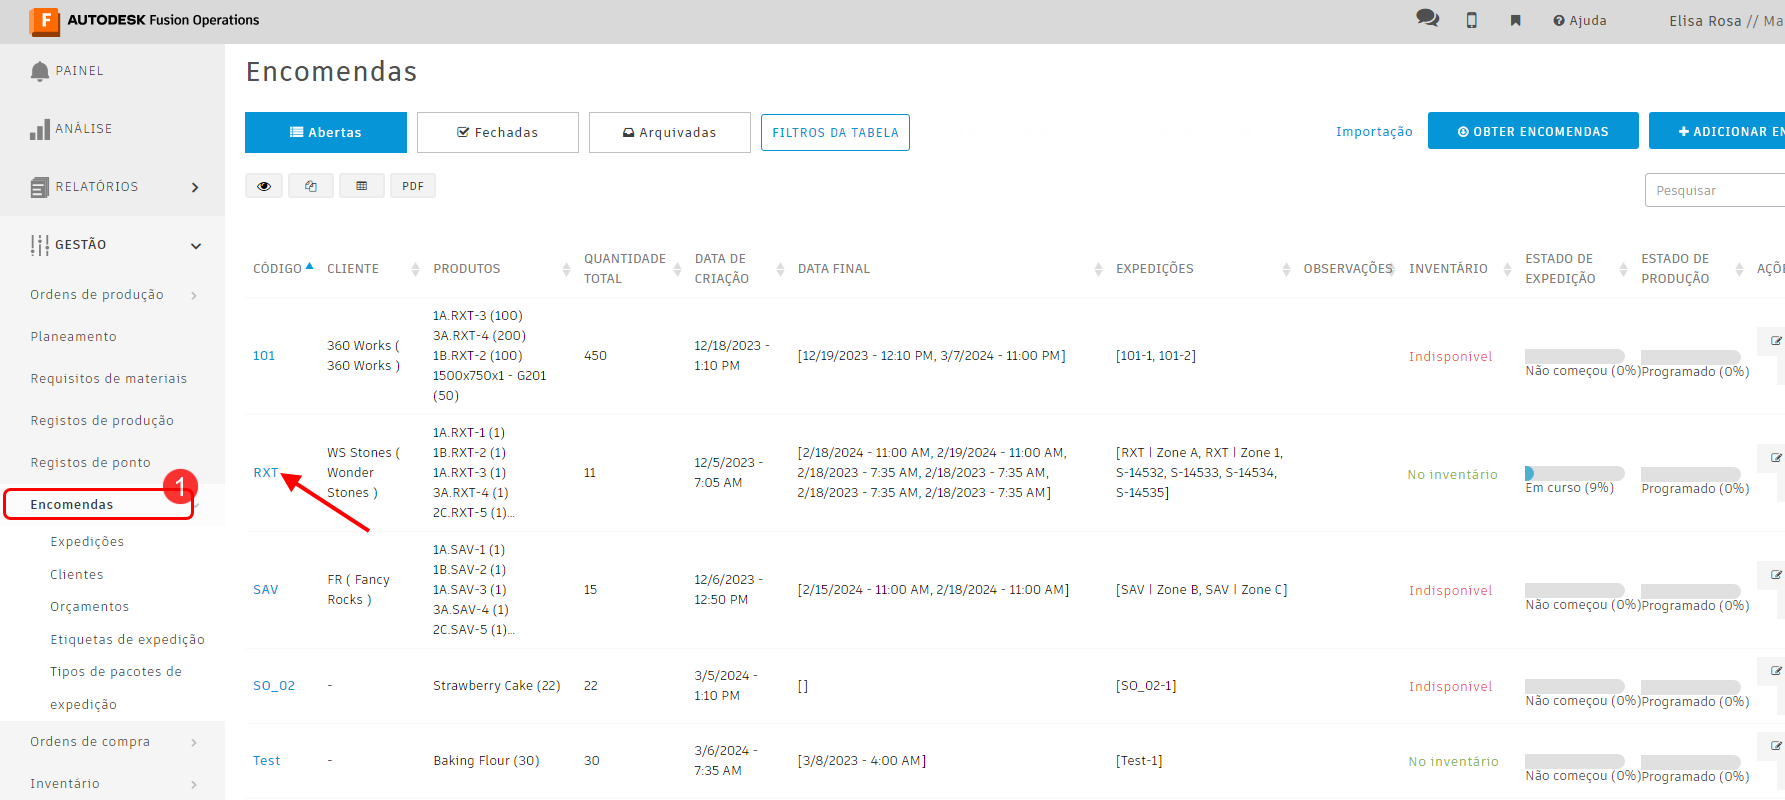 AUTODESK Fusion Operations
Ajuda
Elisa Rosa // Ma
PAINEL
ANÁLISE
RELATÓRIOS
GESTÃO
Ordens de produção
Planeamento
Requisitos de materiais
Registos de produção
Registos de ponto
1
Encomendas
Expedições
Clientes
Orçamentos
Etiquetas de expedição
Tipos de pacotes de
expedição
Ordens de compra
Inventário
Encomendas
Abertas
Fechadas
Arquivadas
FILTROS DA TABELA
Importação
OBTER ENCOMENDAS
ADICIONAR EN
PDF
Pesquisar
CÓDIGO
CLIENTE
PRODUTOS
QUANTIDADE
TOTAL
DATA DE
CRIAÇÃO
DATA FINAL
EXPEDIÇÕES
OBSERVAÇÕES
INVENTÁRIO
ESTADO DE
EXPEDIÇÃO
ESTADO DE
PRODUÇÃO
AÇÕE
101
360 Works (
360 Works )
1A.RXT-3 (100)
3A.RXT-4 (200)
1B.RXT-2 (100)
1500x750x1 - G201
(50)
450
12/18/2023 -
1:10 PM
[12/19/2023 - 12:10 PM, 3/7/2024 - 11:00 PM]
[101-1, 101-2]
Indisponível
Não começou (0%)
Programado (0%)
RXT
WS Stones (
Wonder
Stones )
1A.RXT-1 (1)
1B.RXT-2 (1)
1A.RXT-3 (1)
3A.RXT-4 (1)
2C.RXT-5 (1)...
11
12/5/2023 -
7:05 AM
[2/18/2024 - 11:00 AM, 2/19/2024 - 11:00 AM,
2/18/2023 - 7:35 AM, 2/18/2023 - 7:35 AM,
2/18/2023 - 7:35 AM, 2/18/2023 - 7:35 AM]
[RXT | Zone A, RXT | Zone 1,
S-14532, S-14533, S-14534,
S-14535]
No inventário
Em curso (9%)
Programado (0%)
SAV
FR ( Fancy
Rocks )
1A.SAV-1 (1)
1B.SAV-2 (1)
1A.SAV-3 (1)
3A.SAV-4 (1)
2C.SAV-5 (1)...
15
12/6/2023 -
12:50 PM
[2/15/2024 - 11:00 AM, 2/18/2024 - 11:00 AM]
[SAV | Zone B, SAV | Zone C]
Indisponível
Não começou (0%)
Programado (0%)
SO_02
-
Strawberry Cake (22)
22
3/5/2024 -
1:10 PM
[]
[SO_02-1]
Indisponível
Não começou (0%)
Programado (0%)
Test
-
Baking Flour (30)
30
3/6/2024 -
7:35 AM
[3/8/2023 - 4:00 AM]
[Test-1]
No inventário
Não começou (0%)
Programado (0%)